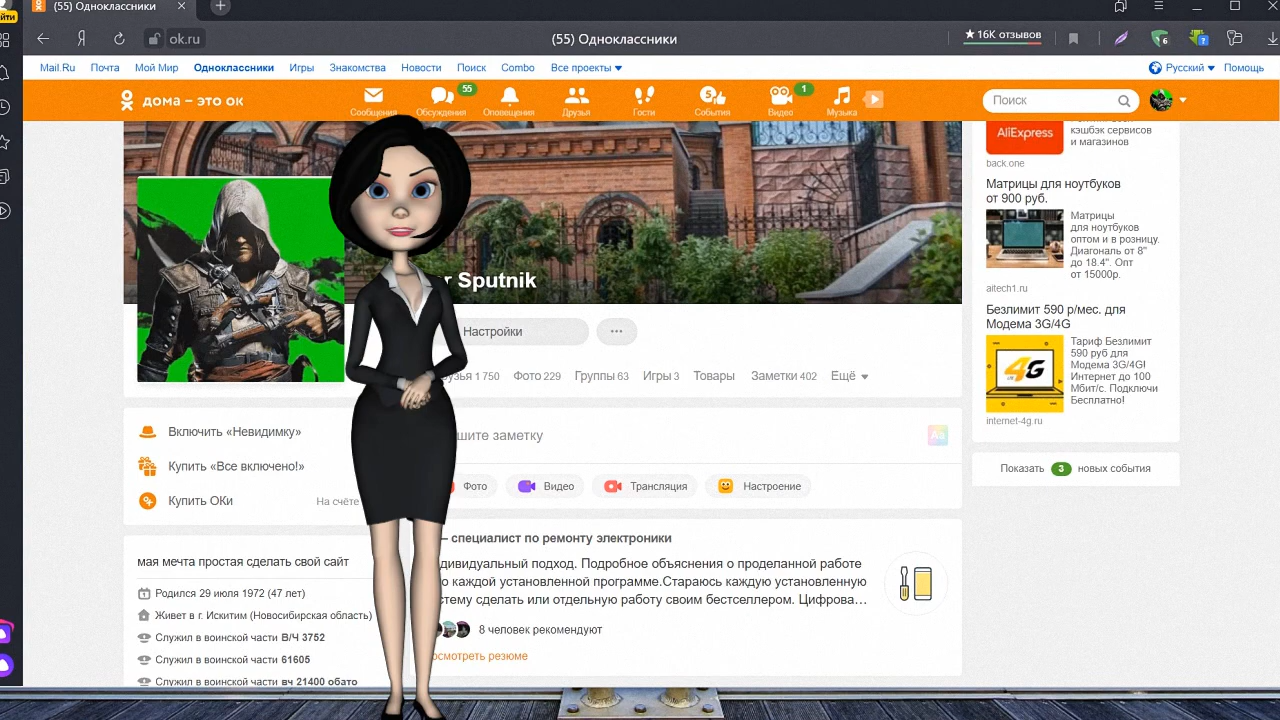 йти
(55) Одноклассники
ok.ru
(55) Одноклассники
★ 16K отзывов
6
7
Mail.Ru Почта Мой Мир Одноклассники Игры Знакомства Новости Поиск Combo Все проекты
Русский Помощь
дома – это ок
Сообщения
55
Обсуждения
Оповещения
Друзья
Гости
5
События
1
Видео
Музыка
Поиск
Sputnik
Настройки
1 750 Фото 229 Группы 63 Игры 3 Товары Заметки 402 Ещё
Включить «Невидимку»
Купить «Все включено!»
Купить ОКи На счёте
мая мечта простая сделать свой сайт
Родился 29 июля 1972 (47 лет)
Живет в г. Искитим (Новосибирская область)
Служил в воинской части В/Ч 3752
Служил в воинской части 61605
Служил в воинской части вч 21400 обато
шите заметку
Aa
Фото Видео Трансляция Настроение
– специалист по ремонту злектроники
дивидуальный подход. Подробное объяснения о проделанной работе
о каждой установленной программе.Стараюсь каждую установленную
стему сделать или отдельную работу своим бестселлером. Цифрова…
8 человек рекомендуют
осмотреть резюме
AliExpress
кэшбэк сервисов
и магазинов
back.one
Матрицы для ноутбуков
от 900 руб.
Матрицы
для ноутбуков
оптом и в розницу.
Диагональ от 8"
до 18.4". Опт
от 15000р.
aitech1.ru
Безлимит 590 р/мес. для
Модема 3G/4G
4G
Тариф Безлимит
590 руб для
Модема 3G/4G!
Интернет до 100
Мбит/с. Подключи
Бесплатно!
internet-4g.ru
Показать 3 новых события